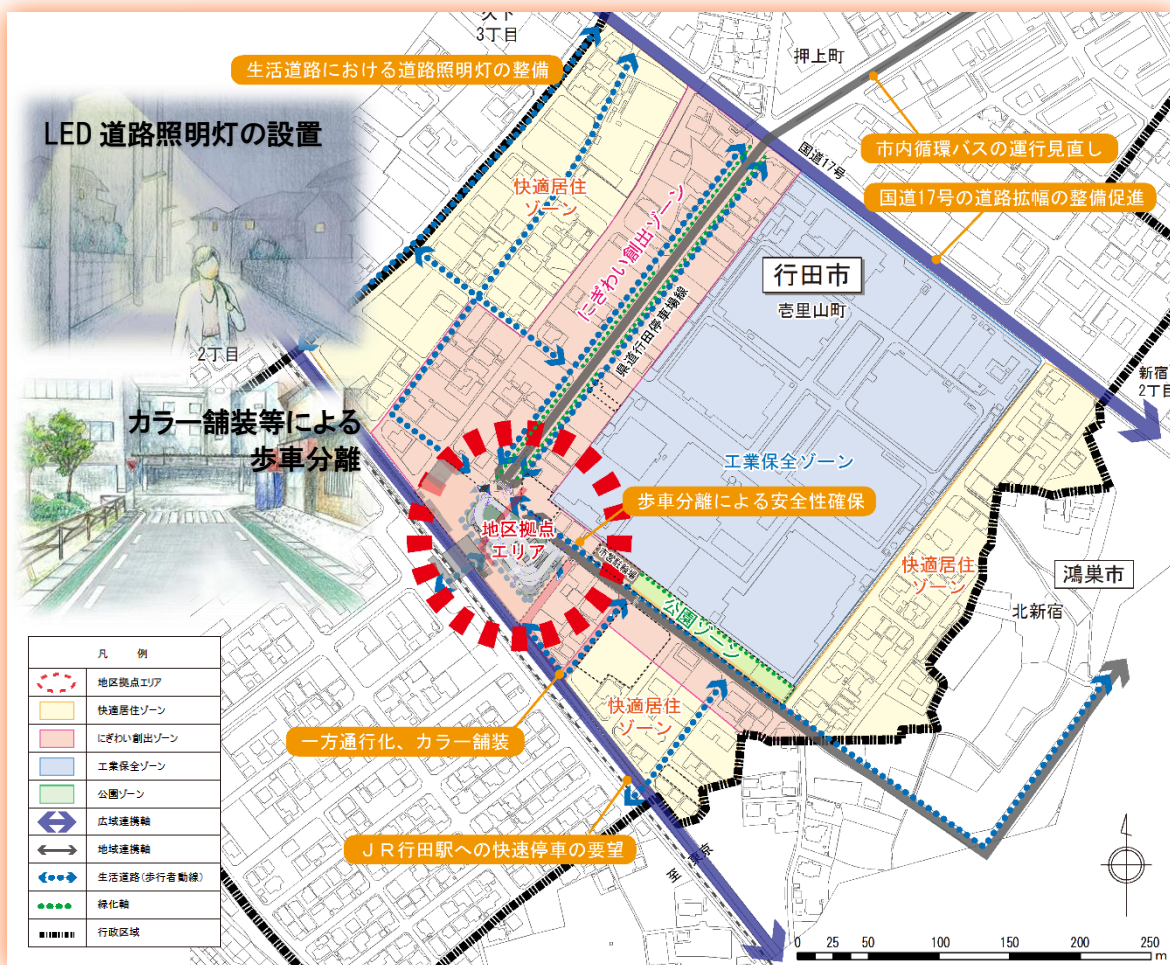 久下
3丁目
押上町
生活道路における道路照明灯の整備
LED 道路照明灯の設置
市内循環バスの運行見直し
国道17号
国道17号の道路拡幅の整備促進
快適居住
ゾーン
にぎわい創出ゾーン
行田市
壱里山町
県道行田停車場線
2丁目
新宿
2丁目
カラー舗装等による
歩車分離
工業保全ゾーン
歩車分離による安全性確保
地区拠点
エリア
市営駐輪場
公園ゾーン
快適居住
ゾーン
鴻巣市
北新宿
快適居住
ゾーン
一方通行化、カラー舗装
JR行田駅への快速停車の要望
至 東京
凡 例
地区拠点エリア
快適居住ゾーン
にぎわい創出ゾーン
工業保全ゾーン
公園ゾーン
広域連携軸
地域連携軸
生活道路(歩行者動線)
緑化軸
行政区域
0 25 50 100 150 200 250
m